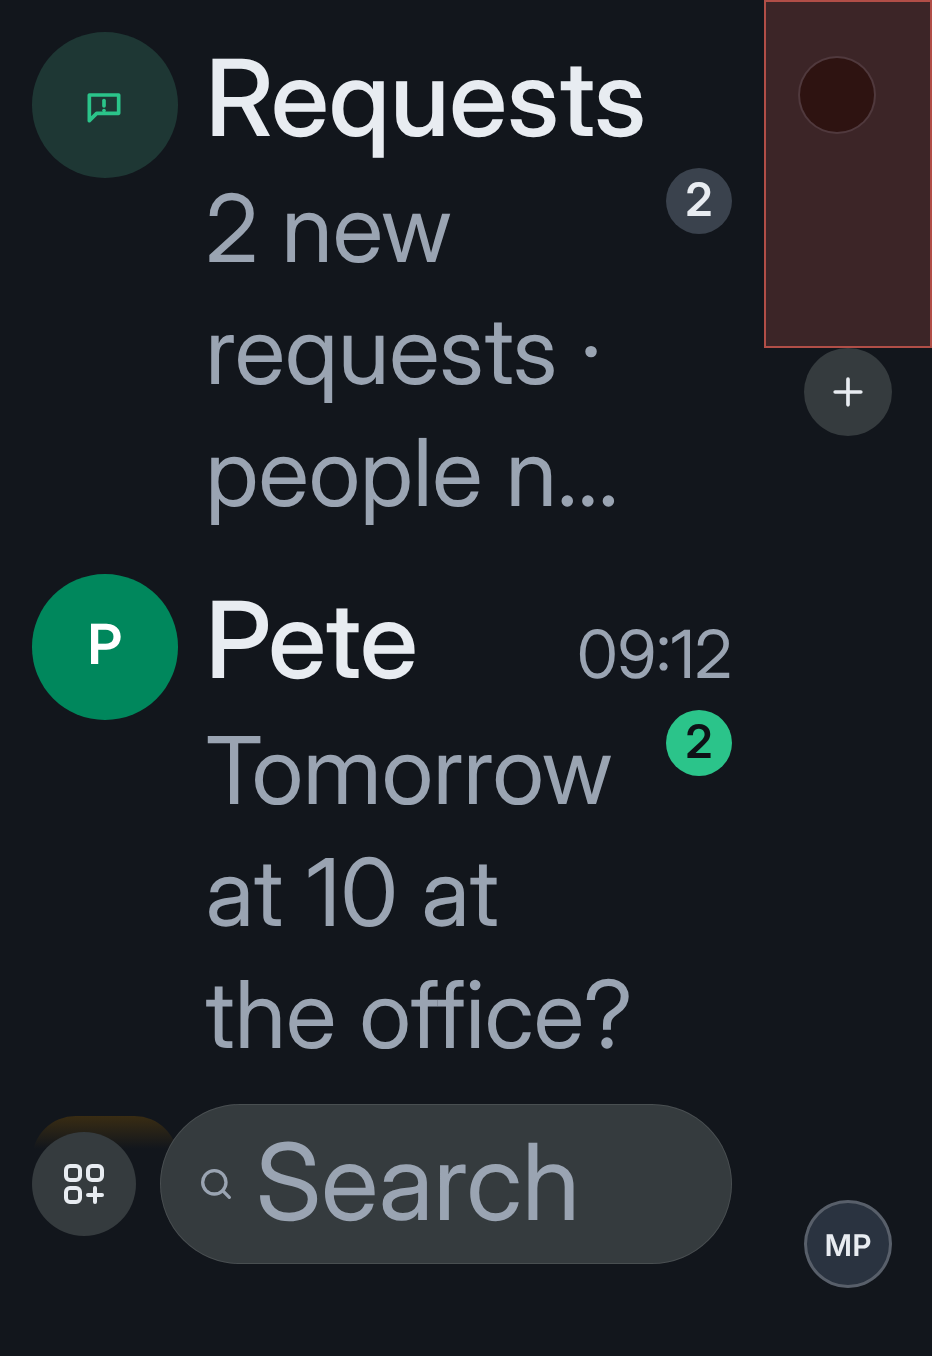 Requests
2 new
2
requests ·
people n...
P
Pete
09:12
Tomorrow
2
at 10 at
the office?
Search
MP